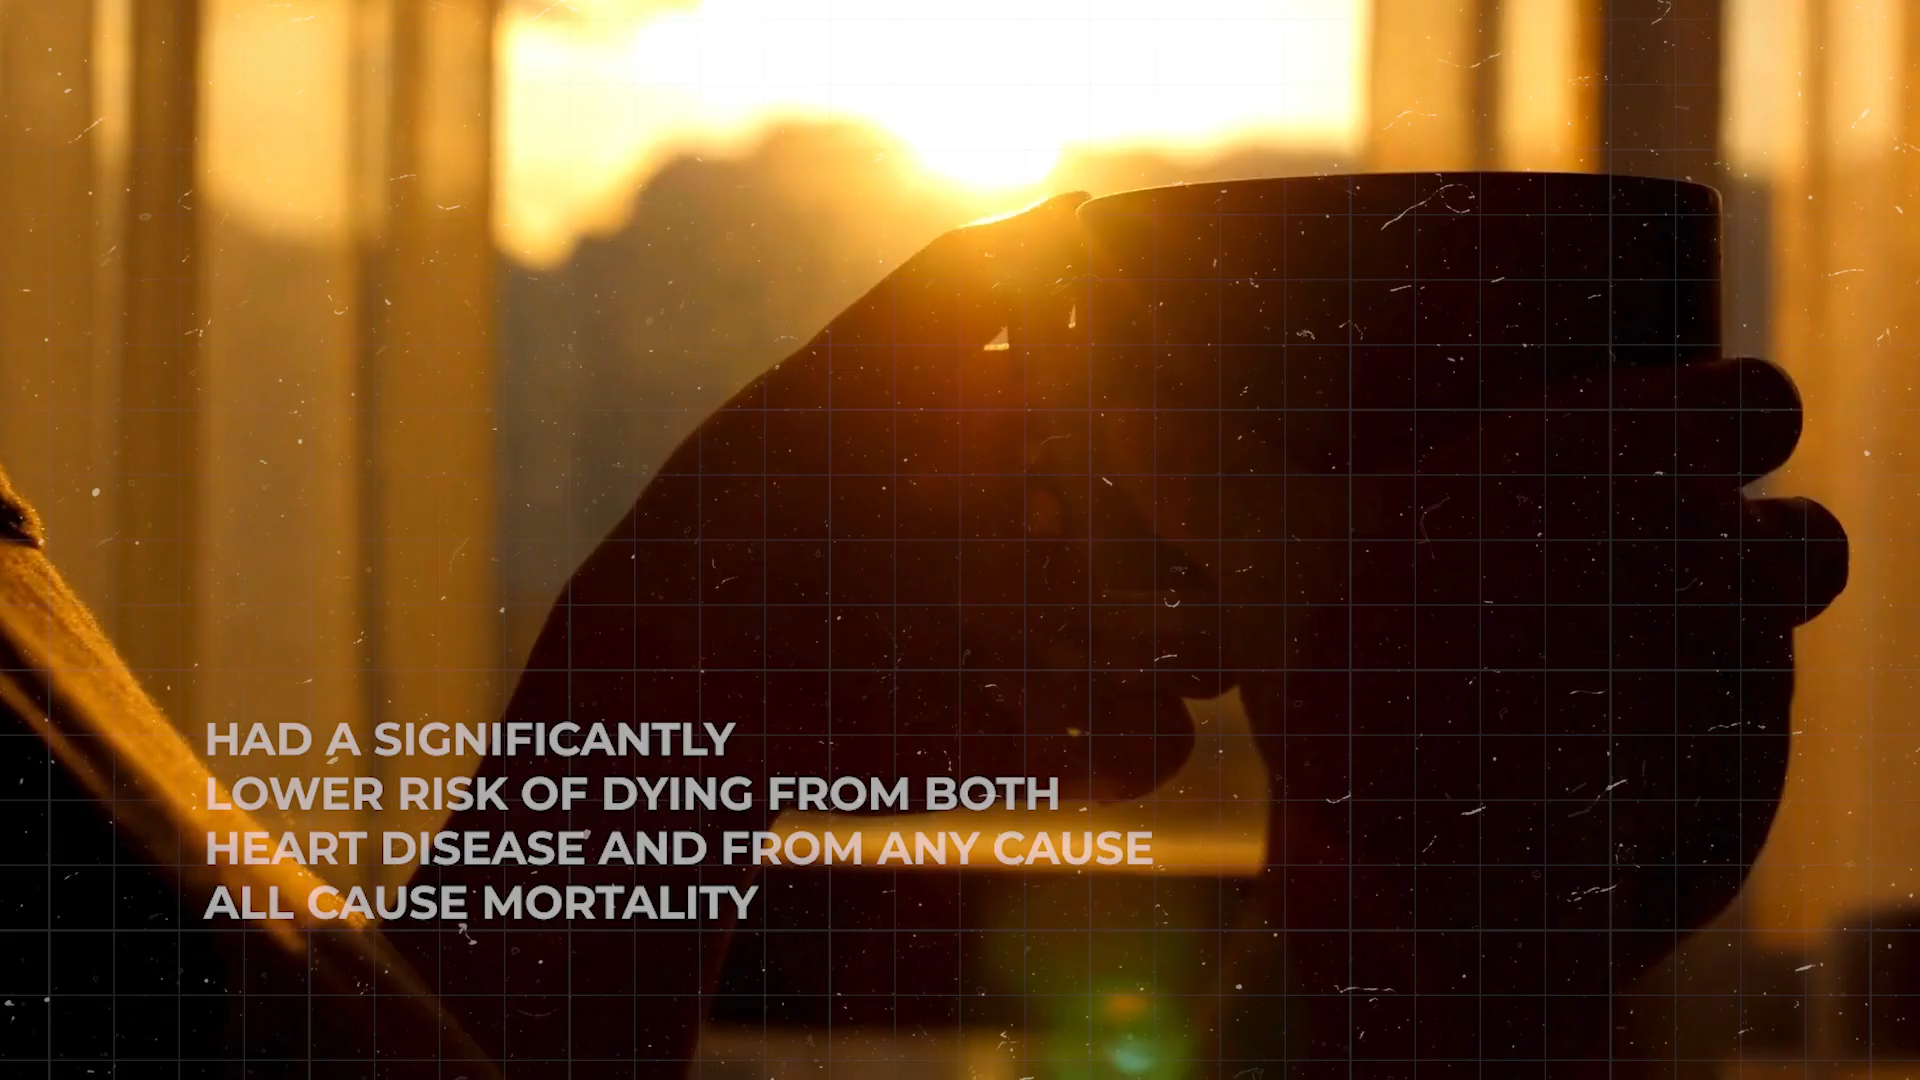 HAD A SIGNIFICANTLY
LOWER RISK OF DYING FROM BOTH
HEART DISEASE AND FROM ANY CAUSE
ALL CAUSE MORTALITY